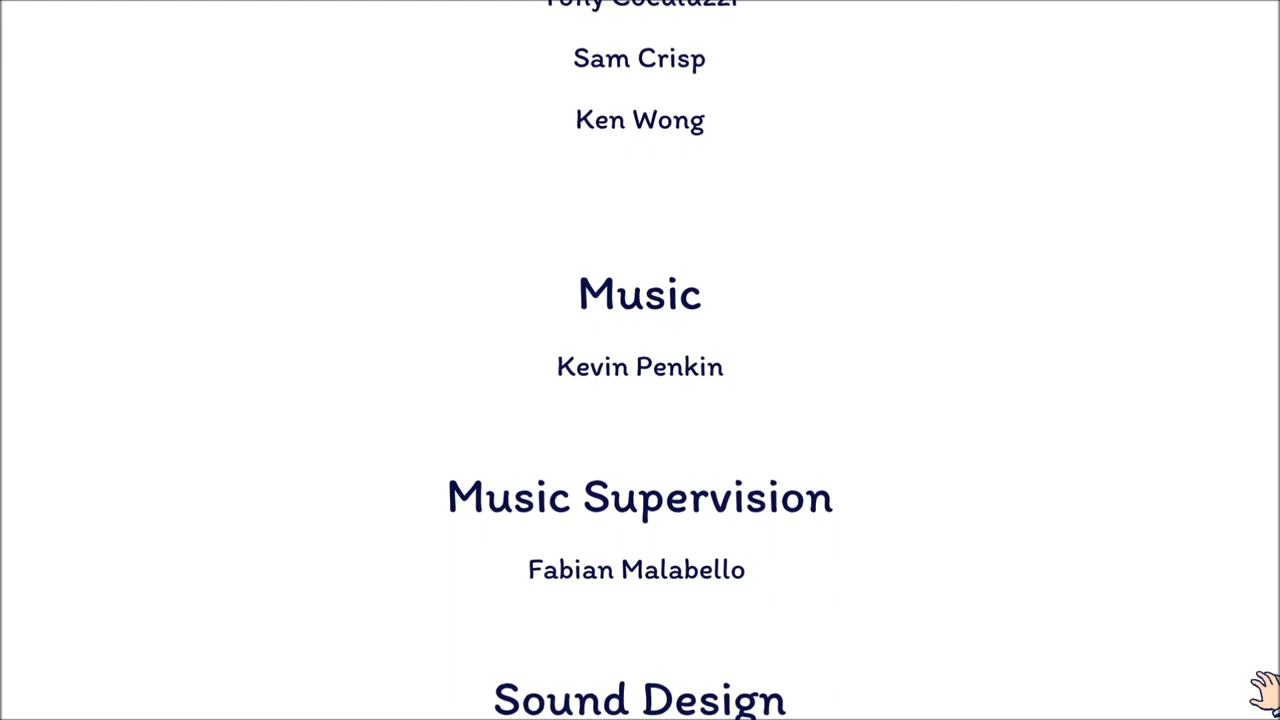 Sam Crisp
Ken Wong
Music
Kevin Penkin
Music Supervision
Fabian Malabello
Sound Design